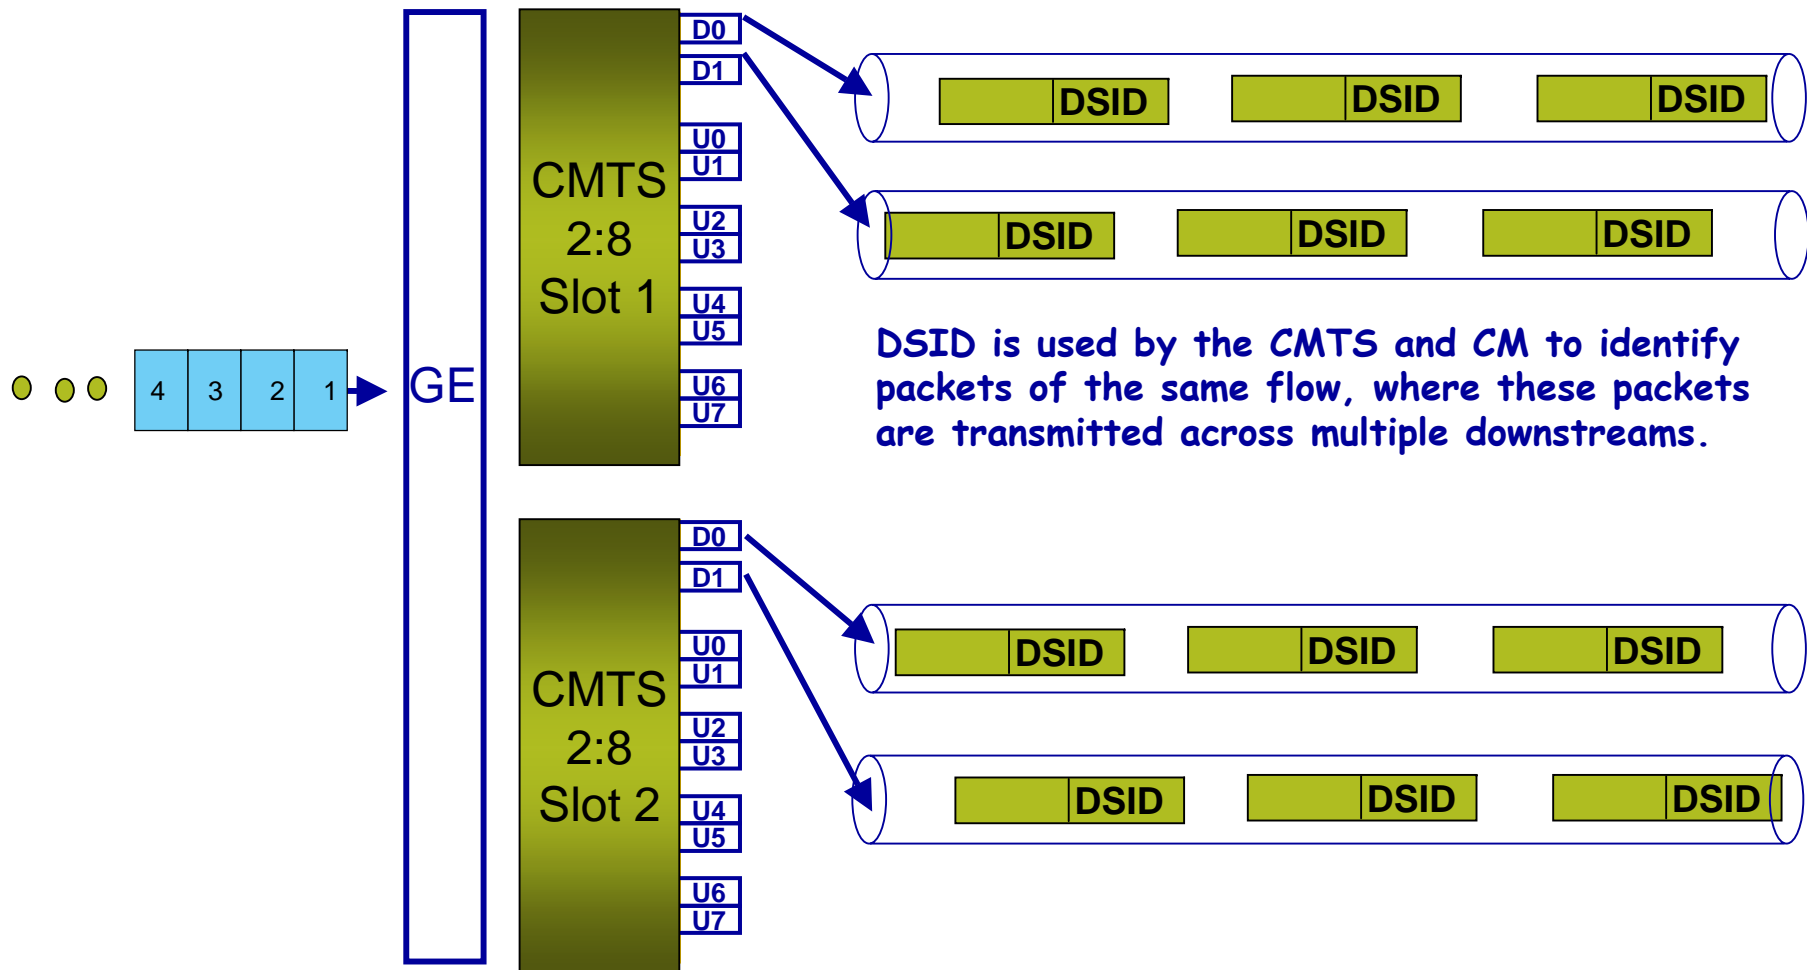 4 3 2 1
GE
CMTS
2:8
Slot 1
D0
D1
U0
U1
U2
U3
U4
U5
U6
U7
DSID DSID DSID
DSID DSID DSID
DSID is used by the CMTS and CM to identify
packets of the same flow, where these packets
are transmitted across multiple downstreams.
CMTS
2:8
Slot 2
D0
D1
U0
U1
U2
U3
U4
U5
U6
U7
DSID DSID DSID
DSID DSID DSID